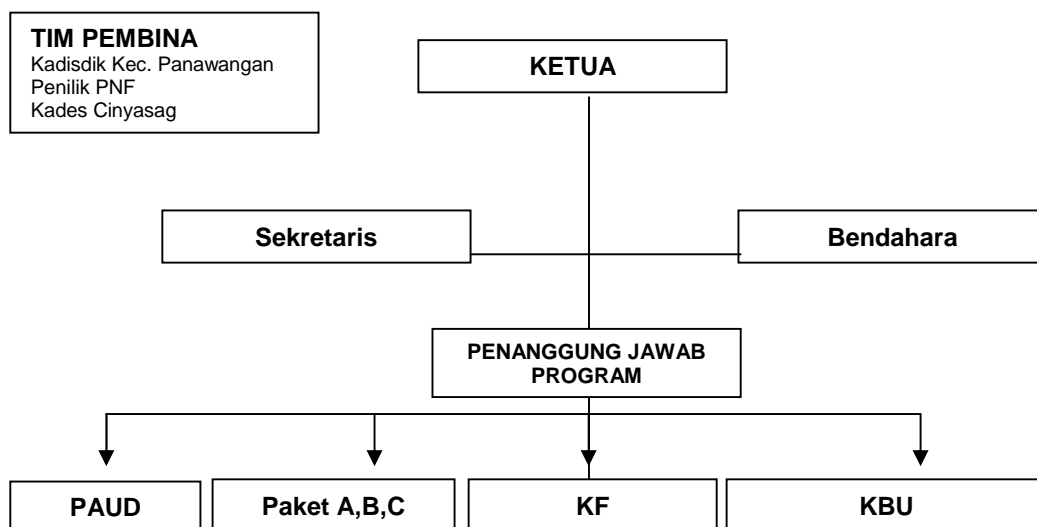 TIM PEMBINA
Kadisdik Kec. Panawangan
Penilik PNF
Kades Cinyasag
KETUA
Sekretaris
Bendahara
PENANGGUNG JAWAB
PROGRAM
PAUD
Paket A,B,C
KF
KBU